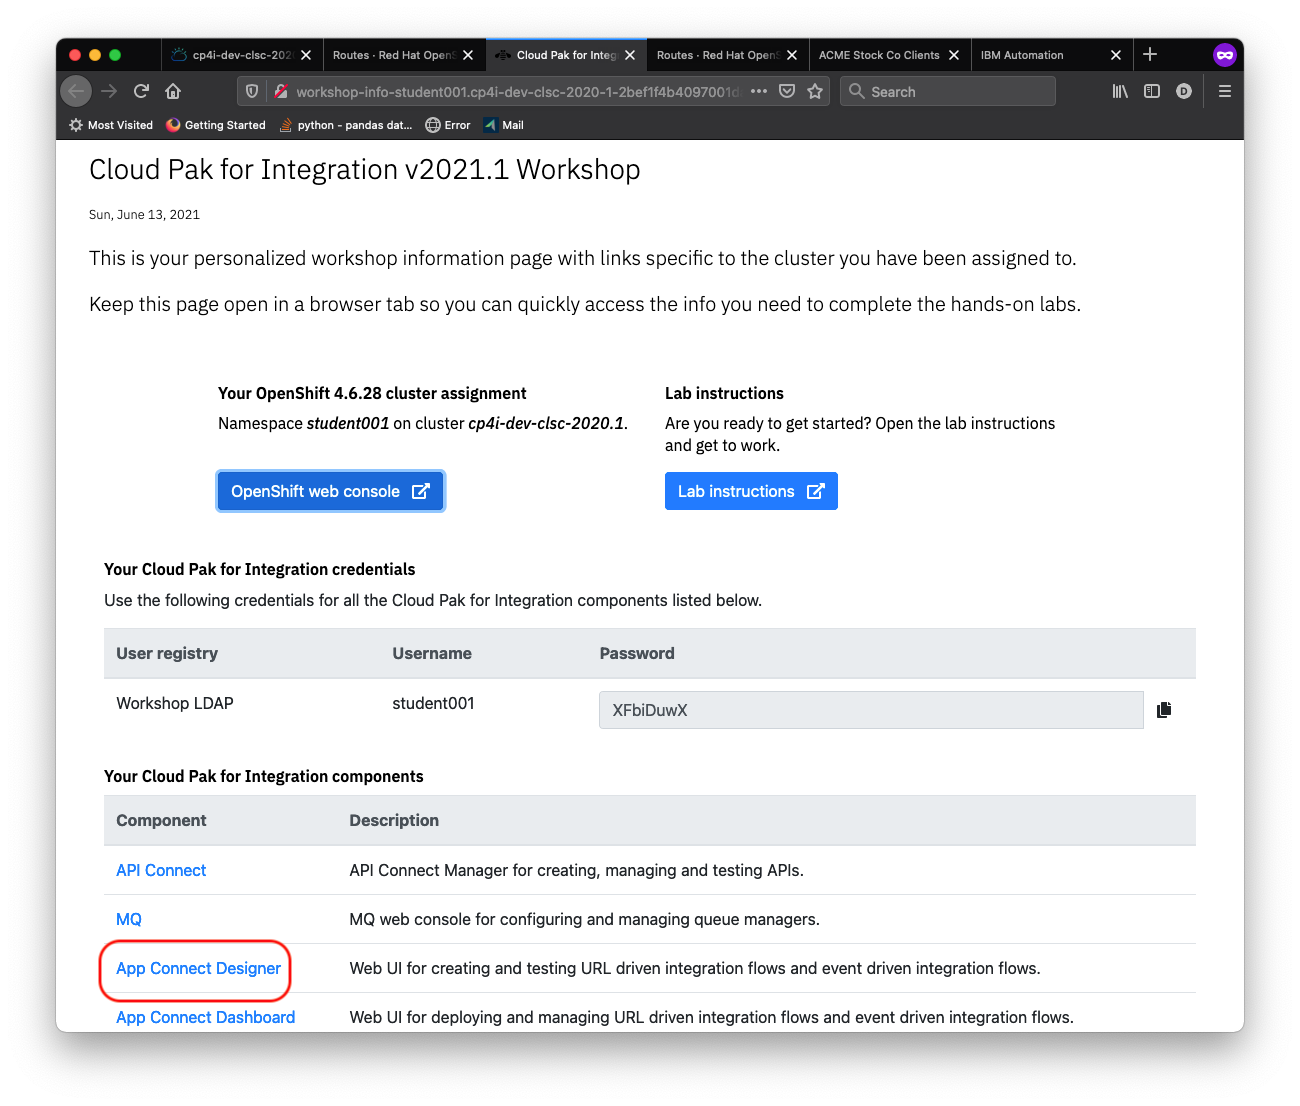 cp4i-dev-clsc-202
Routes · Red Hat OpenS
Cloud Pak for Integ
Routes · Red Hat OpenS
ACME Stock Co Clients
IBM Automation
workshop-info-student001.cp4i-dev-clsc-2020-1-2bef1f4b4097001d
Search
D
Most Visited
Getting Started
python - pandas dat...
Error
Mail
Cloud Pak for Integration v2021.1 Workshop
Sun, June 13, 2021
This is your personalized workshop information page with links specific to the cluster you have been assigned to.
Keep this page open in a browser tab so you can quickly access the info you need to complete the hands-on labs.
Your OpenShift 4.6.28 cluster assignment
Namespace student001 on cluster cp4i-dev-clsc-2020.1.
OpenShift web console
Lab instructions
Are you ready to get started? Open the lab instructions
and get to work.
Lab instructions
Your Cloud Pak for Integration credentials
Use the following credentials for all the Cloud Pak for Integration components listed below.
User registry Username Password
Workshop LDAP student001 XFbiDuwX
Your Cloud Pak for Integration components
Component Description
API Connect API Connect Manager for creating, managing and testing APIs.
MQ MQ web console for configuring and managing queue managers.
App Connect Designer Web UI for creating and testing URL driven integration flows and event driven integration flows.
App Connect Dashboard Web UI for deploying and managing URL driven integration flows and event driven integration flows.